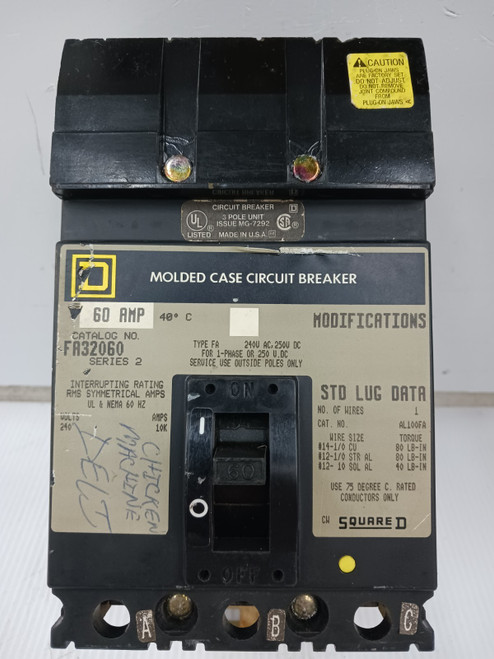 CAUTION
PLUG-ON JAWS
ARE FACTORY SET
DO NOT ADJUST
DO NOT REMOVE
JOINT COMPOUND
FROM
PLUG-ON JAWS.
CIRCUIT BREAKER
3 POLE UNIT
ISSUE MG-7292
UL LISTED MADE IN U.S.A.
MOLDED CASE CIRCUIT BREAKER
60 AMP 40° C
MODIFICATIONS
CATALOG NO.
FA32060
SERIES 2
TYPE FA 240V AC,250V DC
FOR 1-PHASE OR 250 V.DC
SERVICE USE OUTSIDE POLES ONLY
INTERRUPTING RATING
RMS SYMMETRICAL AMPS
UL & NEMA 60 HZ
VOLTS AMPS
240 10K
CHICKEN
MACHINE
ON
60
O
OFF
STD LUG DATA
NO. OF WIRES 1
CAT. NO. AL100FA
WIRE SIZE TORQUE
#14-1/0 CU 80 LB-IN
#12-1/0 STR AL 80 LB-IN
#12- 10 SOL AL 40 LB-IN
USE 75 DEGREE C. RATED
CONDUCTORS ONLY
CW SQUARE D
A B C